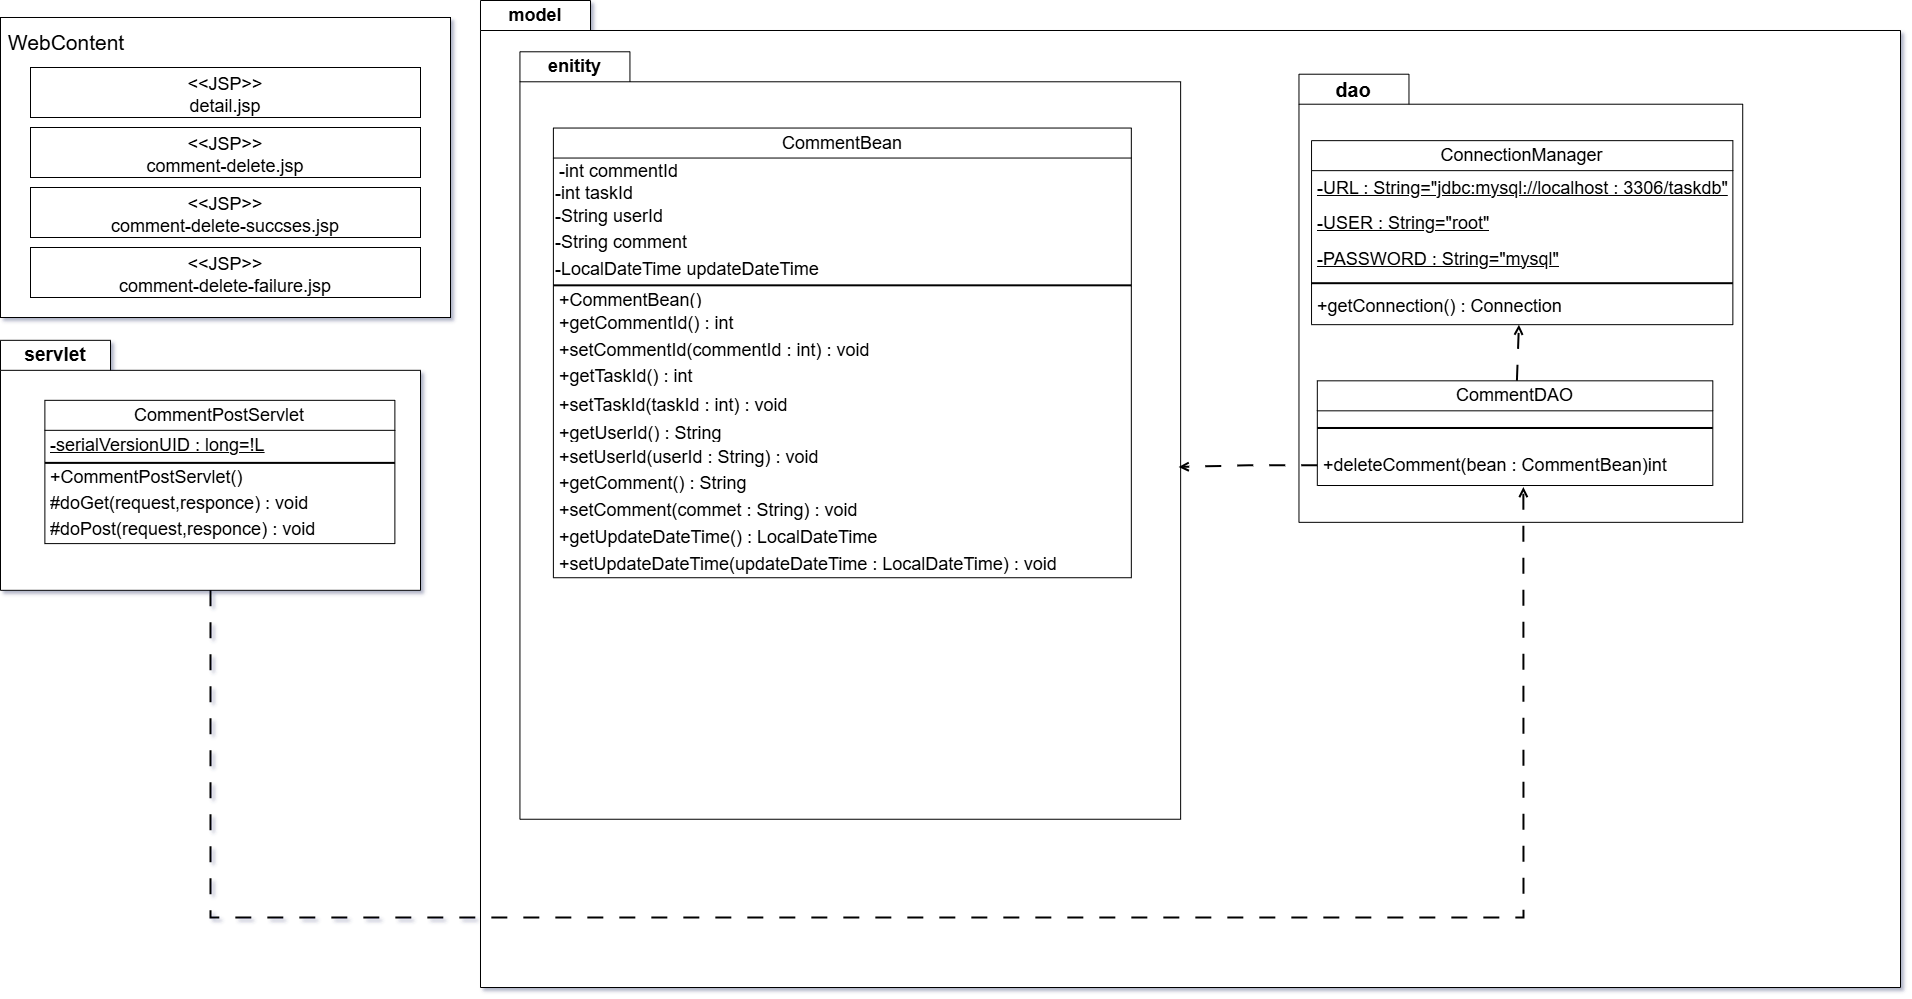 WebContent
<<JSP>>
detail.jsp
<<JSP>>
comment-delete.jsp
<<JSP>>
comment-delete-succses.jsp
<<JSP>>
comment-delete-failure.jsp
servlet
CommentPostServlet
-serialVersionUID : long=!L
+CommentPostServlet()
#doGet(request,responce) : void
#doPost(request,responce) : void
model
enitity
CommentBean
-int commentId
-int taskId
-String userId
-String comment
-LocalDateTime updateDateTime
+CommentBean()
+getCommentId() : int
+setCommentId(commentId : int) : void
+getTaskId() : int
+setTaskId(taskId : int) : void
+getUserId() : String
+setUserId(userId : String) : void
+getComment() : String
+setComment(commet : String) : void
+getUpdateDateTime() : LocalDateTime
+setUpdateDateTime(updateDateTime : LocalDateTime) : void
dao
ConnectionManager
-URL : String="jdbc:mysql://localhost : 3306/taskdb"
-USER : String="root"
-PASSWORD : String="mysql"
+getConnection() : Connection
CommentDAO
+deleteComment(bean : CommentBean)int